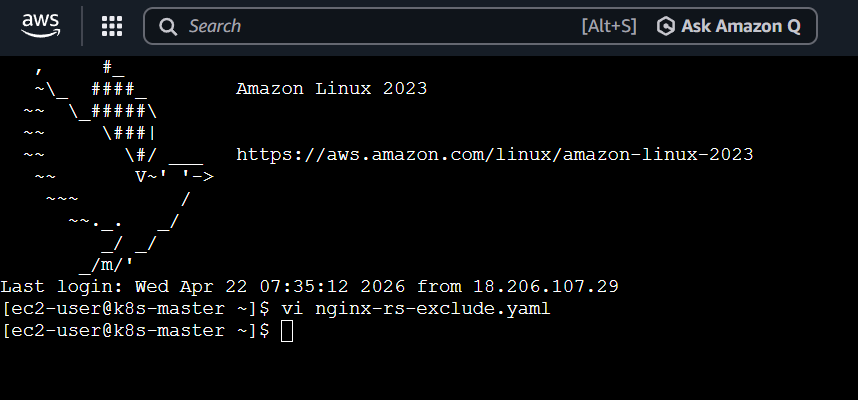 aws
Search [Alt+S] Ask Amazon Q
   ,     #_
   ~\_  ####_        Amazon Linux 2023
  ~~  \_#####\
  ~~     \###|
  ~~       \#/ ___   https://aws.amazon.com/linux/amazon-linux-2023
   ~~       V~' '->
    ~~~         /
      ~~._.   _/
         _/ _/
       _/m/'
Last login: Wed Apr 22 07:35:12 2026 from 18.206.107.29
[ec2-user@k8s-master ~]$ vi nginx-rs-exclude.yaml
[ec2-user@k8s-master ~]$